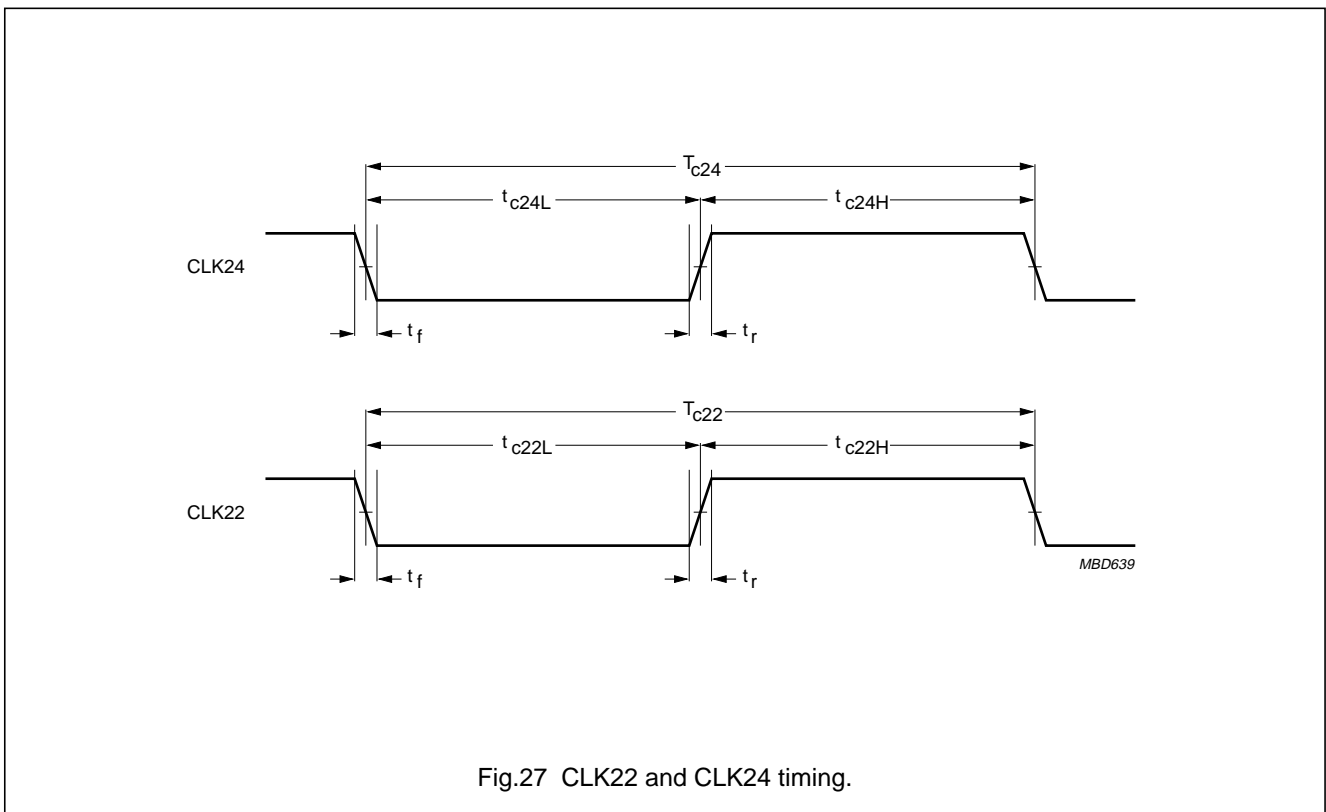 Tc24
tc24L tc24H
CLK24
tf tr
Tc22
tc22L tc22H
CLK22
tf tr
MBD639
Fig.27 CLK22 and CLK24 timing.